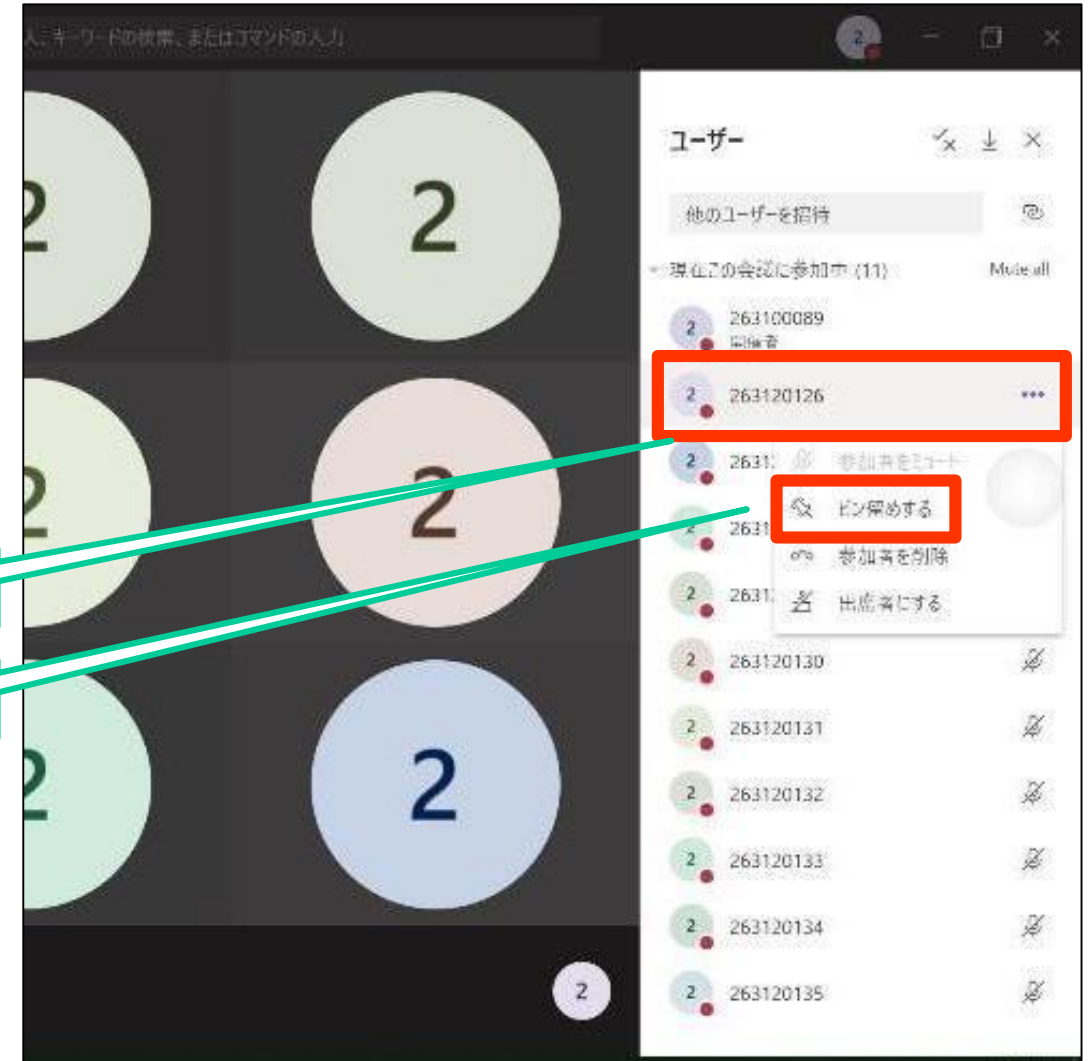 人、キーワードの検索、またはコマンドの入力
2
2
2
2
2
2
2
2
ユーザー
他のユーザーを招待
現在この会議に参加中 (11)
Mute all
2 263100089
開催者
2 263120126
2 2631
参加者をミュート
2631
ピン留めする
参加者を削除
2 2631
出席者にする
2 263120130
2 263120131
2 263120132
2 263120133
2 263120134
2 263120135